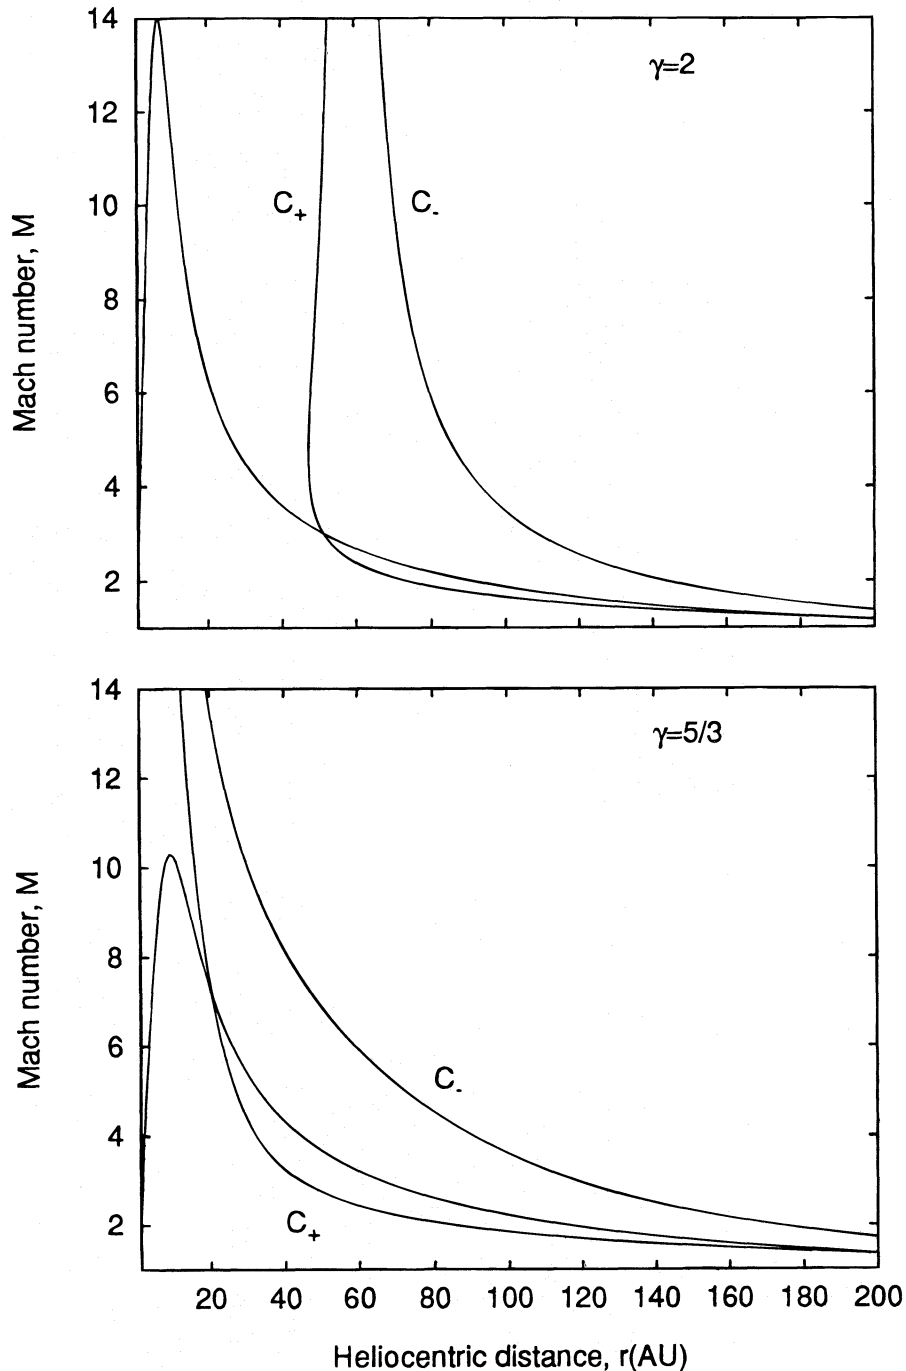 14
γ=2
12
C₊ C₋
10
8
6
4
2
Mach number, M
14
γ=5/3
12
10
8
6
C₋
4
C₊
2
Mach number, M
20 40 60 80 100 120 140 160 180 200
Heliocentric distance, r(AU)